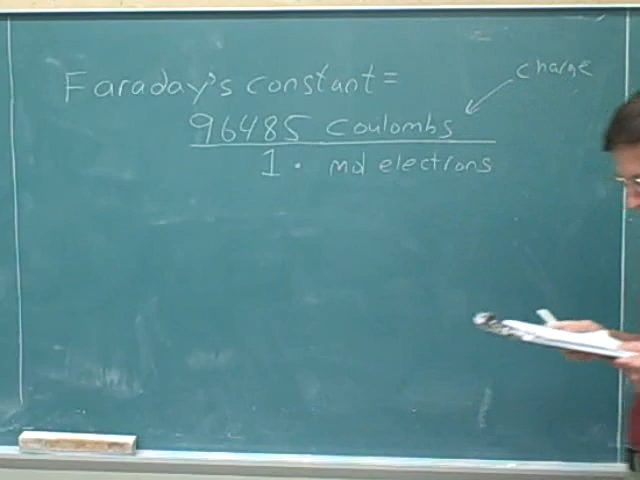 Faraday's constant =
charge
96485 coulombs
1 · mol electrons